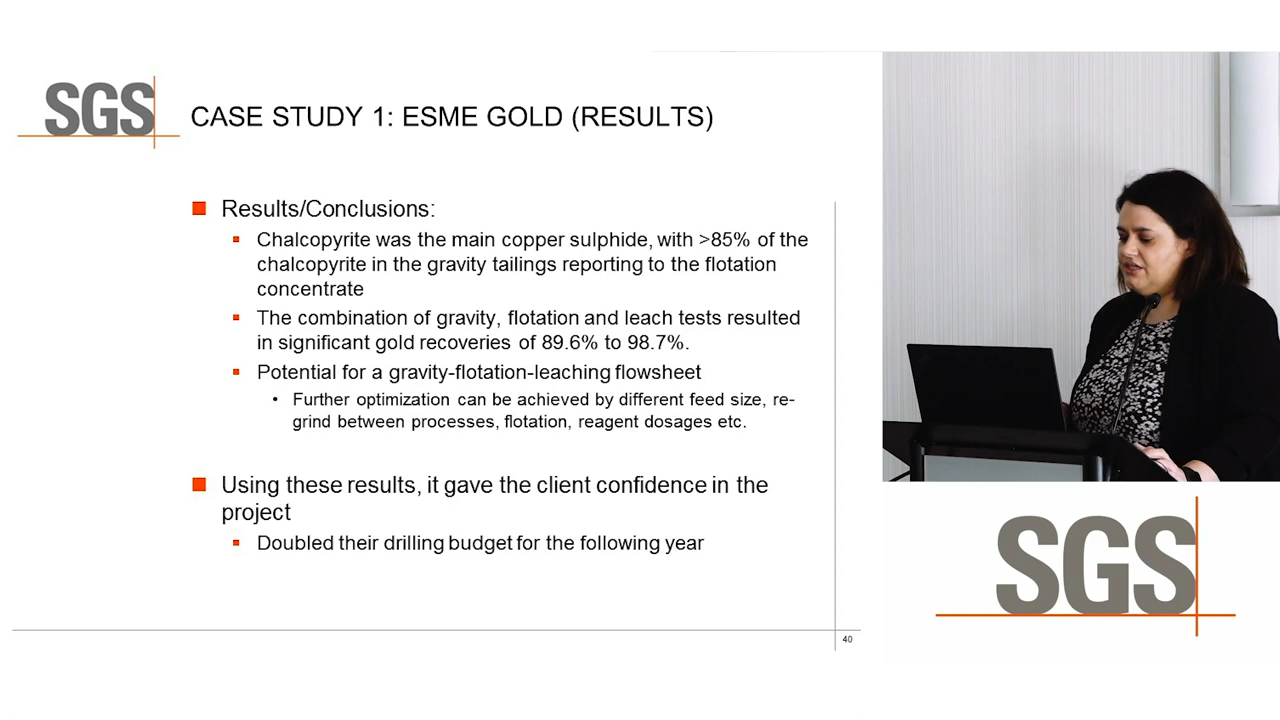 SGS
CASE STUDY 1: ESME GOLD (RESULTS)
Results/Conclusions:
Chalcopyrite was the main copper sulphide, with >85% of the
chalcopyrite in the gravity tailings reporting to the flotation
concentrate
The combination of gravity, flotation and leach tests resulted
in significant gold recoveries of 89.6% to 98.7%.
Potential for a gravity-flotation-leaching flowsheet
• Further optimization can be achieved by different feed size, re-
grind between processes, flotation, reagent dosages etc.
Using these results, it gave the client confidence in the
project
Doubled their drilling budget for the following year
40
SGS